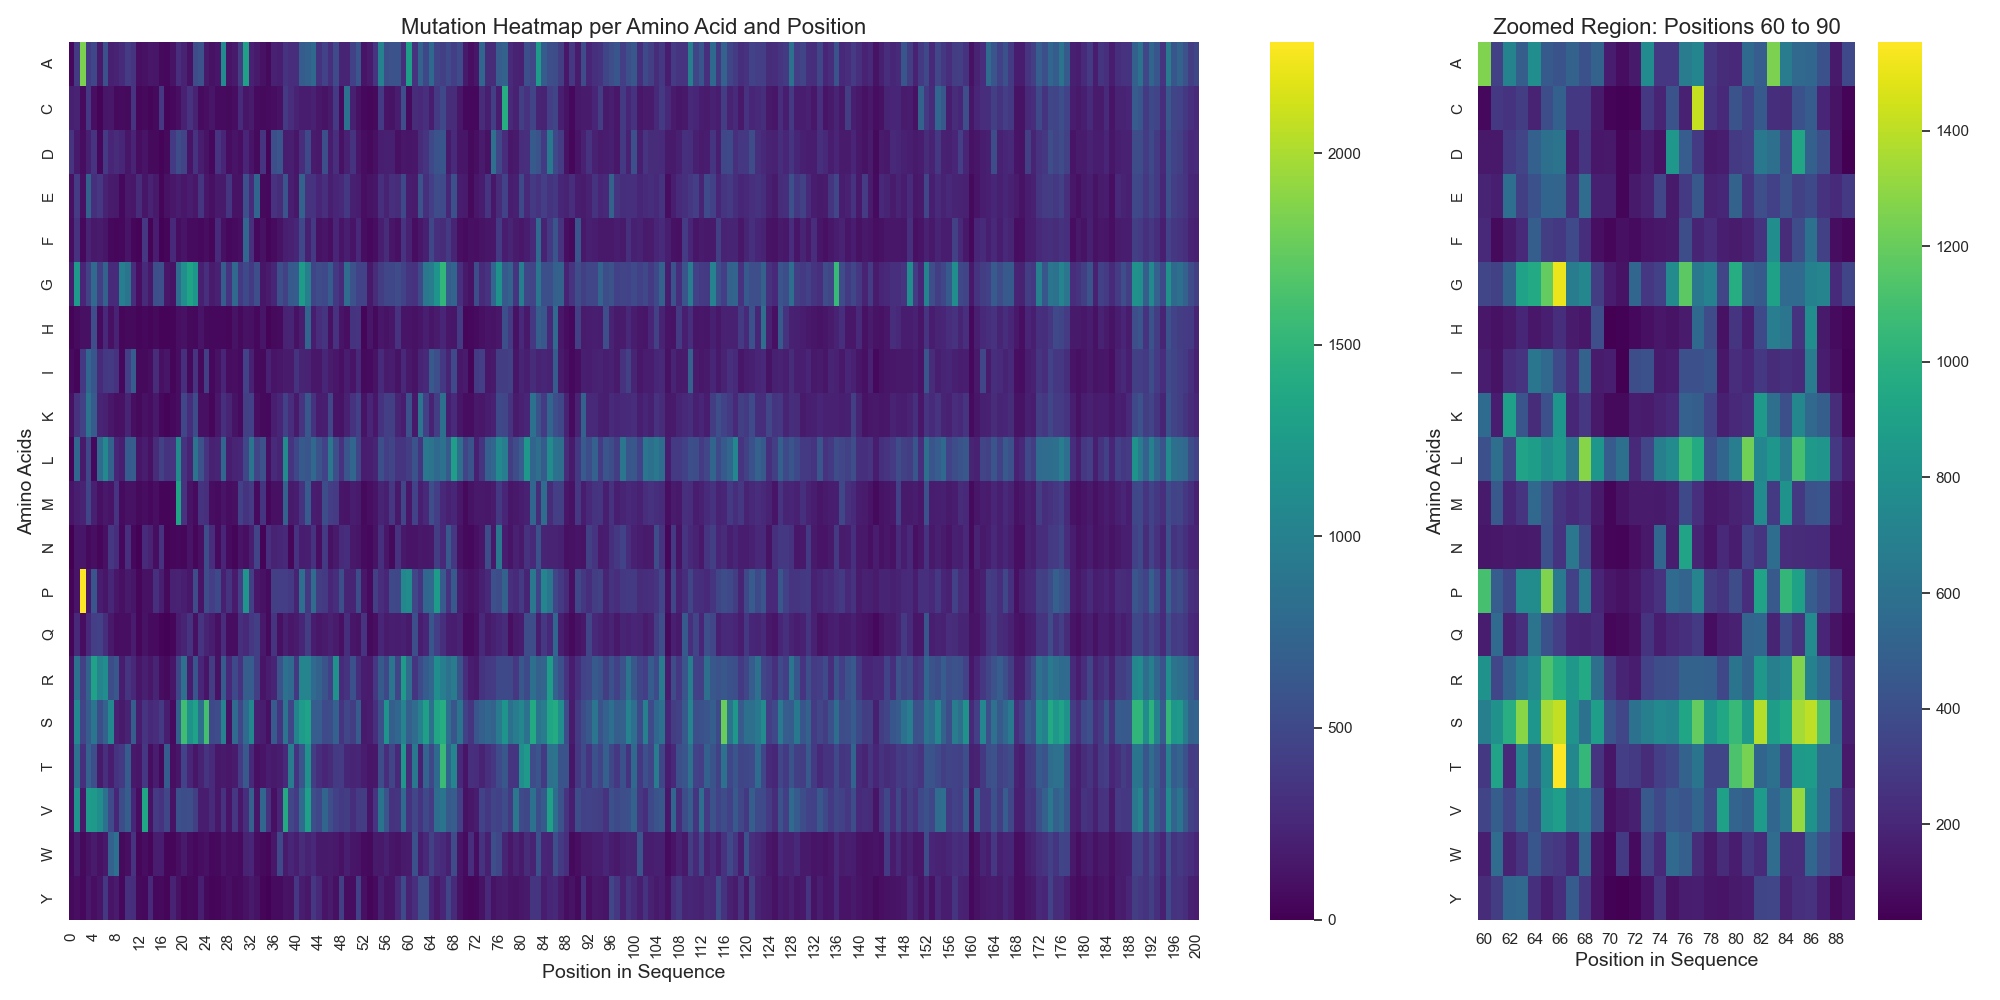 Mutation Heatmap per Amino Acid and Position
Amino Acids
A
C
D
E
F
G
H
I
K
L
M
N
P
Q
R
S
T
V
W
Y
0 4 8 12 16 20 24 28 32 36 40 44 48 52 56 60 64 68 72 76 80 84 88 92 96 100 104 108 112 116 120 124 128 132 136 140 144 148 152 156 160 164 168 172 176 180 184 188 192 196 200
Position in Sequence
2000
1500
1000
500
0
Zoomed Region: Positions 60 to 90
Amino Acids
A
C
D
E
F
G
H
I
K
L
M
N
P
Q
R
S
T
V
W
Y
60 62 64 66 68 70 72 74 76 78 80 82 84 86 88
Position in Sequence
1400
1200
1000
800
600
400
200